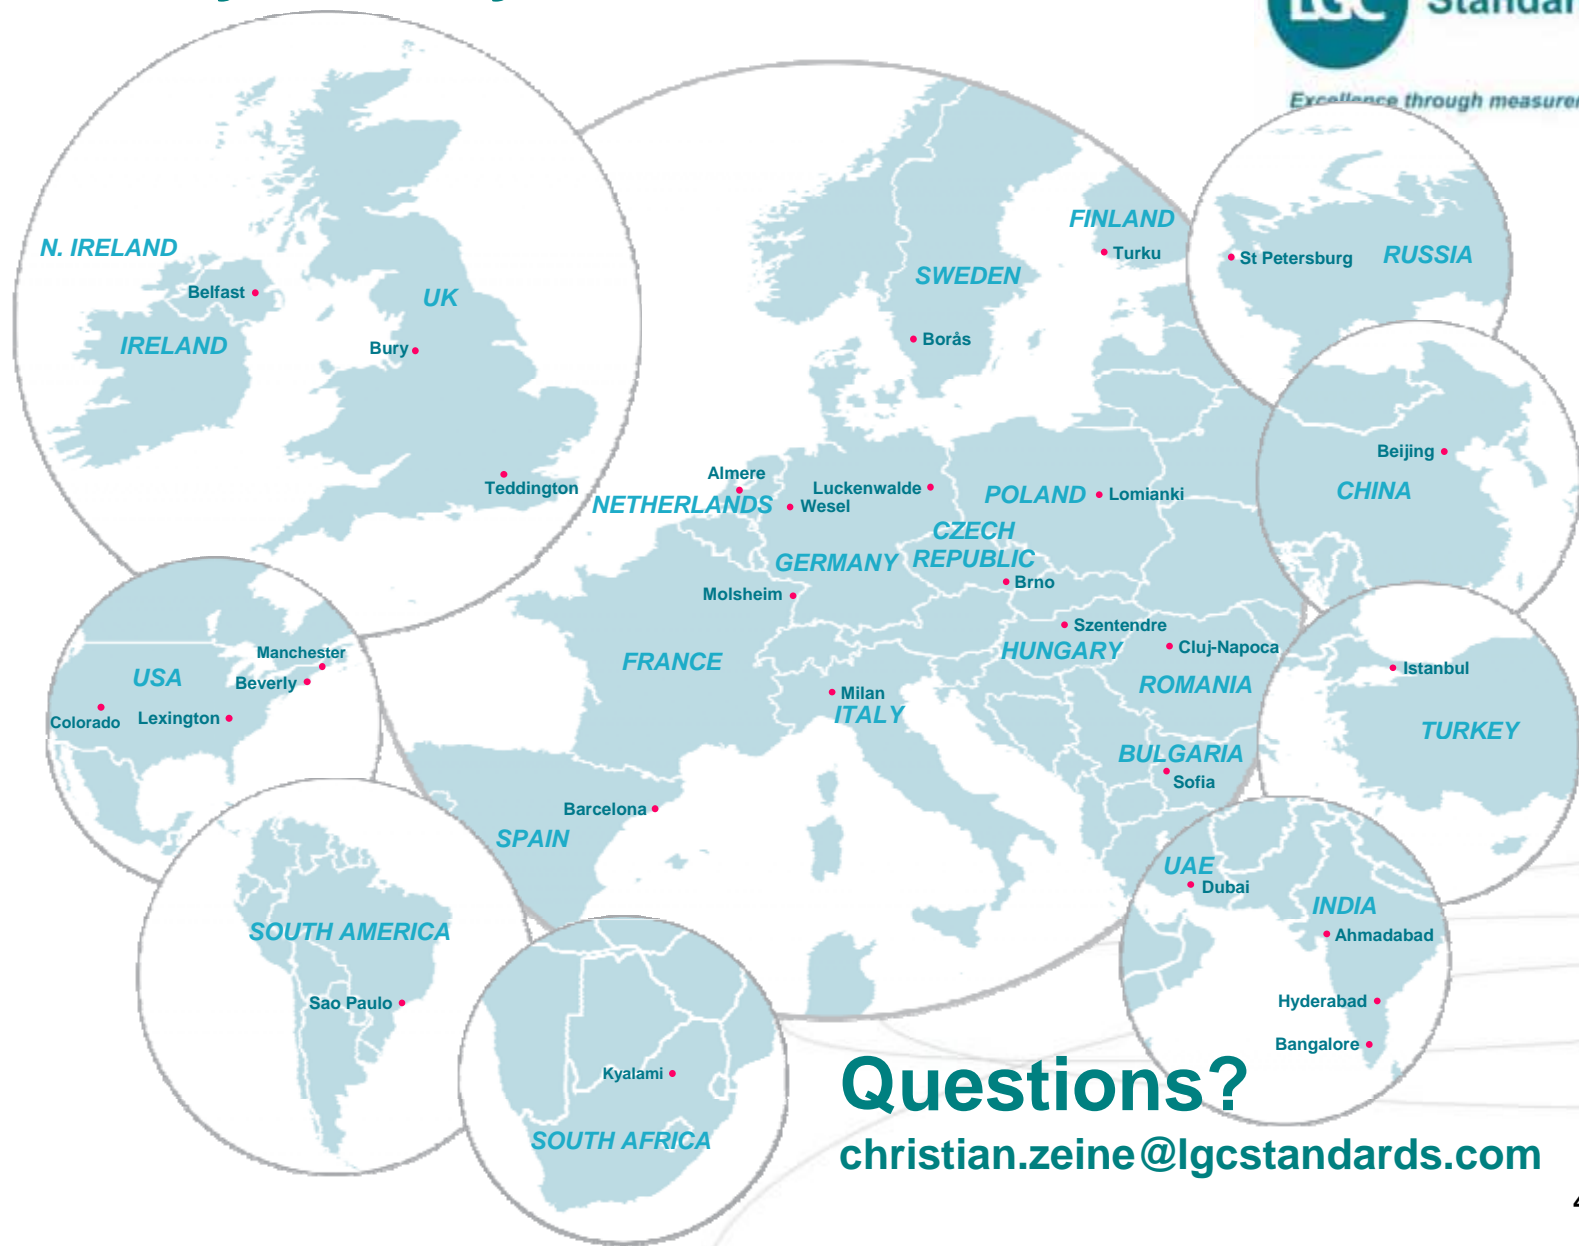 LGC
Excellence through
N. IRELAND
Belfast
IRELAND
UK
Bury
Teddington
FINLAND
Turku
SWEDEN
Borås
St Petersburg
RUSSIA
Beijing
CHINA
Almere
NETHERLANDS
Wesel
Luckenwalde
POLAND
Lomianki
CZECH
REPUBLIC
GERMANY
Brno
Molsheim
Szentendre
HUNGARY
Cluj-Napoca
ROMANIA
FRANCE
Milan
ITALY
BULGARIA
Sofia
Istanbul
TURKEY
Manchester
USA
Beverly
Colorado
Lexington
Barcelona
SPAIN
UAE
Dubai
INDIA
Ahmadabad
Hyderabad
Bangalore
SOUTH AMERICA
Sao Paulo
Kyalami
SOUTH AFRICA
Questions?
christian.zeine@lgcstandards.com